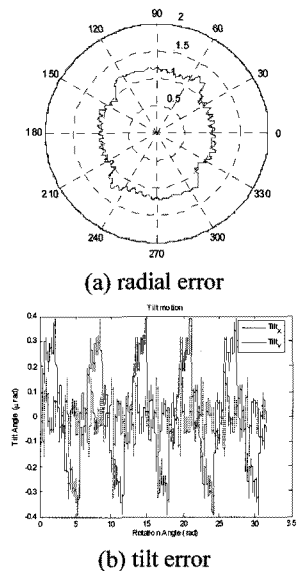 90 2
120 60
1.5
150 1 30
0.5
180 0
210 330
240 300
270
(a) radial error
Tilt motion
0.4
Tilt_X
Tilt_Y
0.3
0.2
0.1
0
-0.1
-0.2
-0.3
-0.4
Tilt Angle (μ rad)
0 5 10 15 20 25 30 35
Rotation Angle (rad)
(b) tilt error